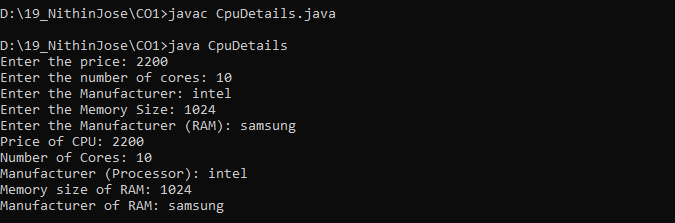 D:\19_NithinJose\CO1>javac CpuDetails.java
D:\19_NithinJose\CO1>java CpuDetails
Enter the price: 2200
Enter the number of cores: 10
Enter the Manufacturer: intel
Enter the Memory Size: 1024
Enter the Manufacturer (RAM): samsung
Price of CPU: 2200
Number of Cores: 10
Manufacturer (Processor): intel
Memory size of RAM: 1024
Manufacturer of RAM: samsung